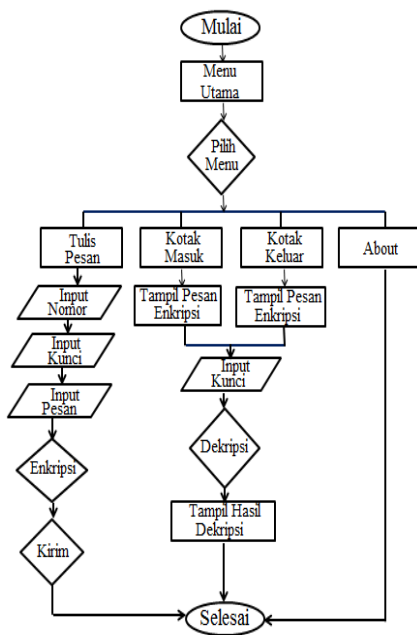 Mulai
Menu
Utama
Pilih
Menu
Tulis
Pesan
Kotak
Masuk
Kotak
Keluar
About
Input
Nomor
Tampil Pesan
Enkripsi
Tampil Pesan
Enkripsi
Input
Kunci
Input
Kunci
Input
Pesan
Enkripsi
Dekripsi
Tampil Hasil
Dekripsi
Kirim
Selesai